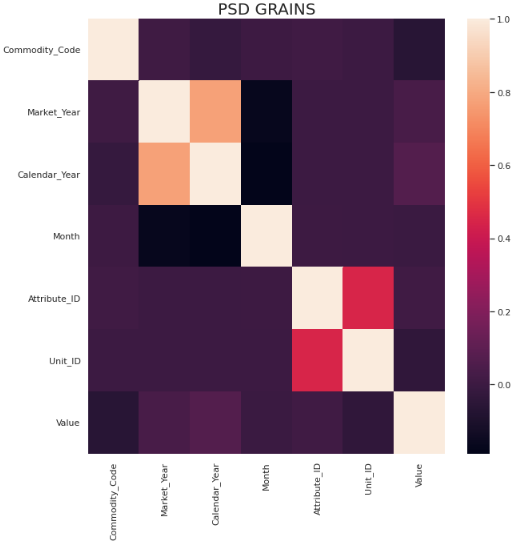 PSD GRAINS
Commodity_Code
Market_Year
Calendar_Year
Month
Attribute_ID
Unit_ID
Value
Commodity_Code
Market_Year
Calendar_Year
Month
Attribute_ID
Unit_ID
Value
1.0
0.8
0.6
0.4
0.2
0.0